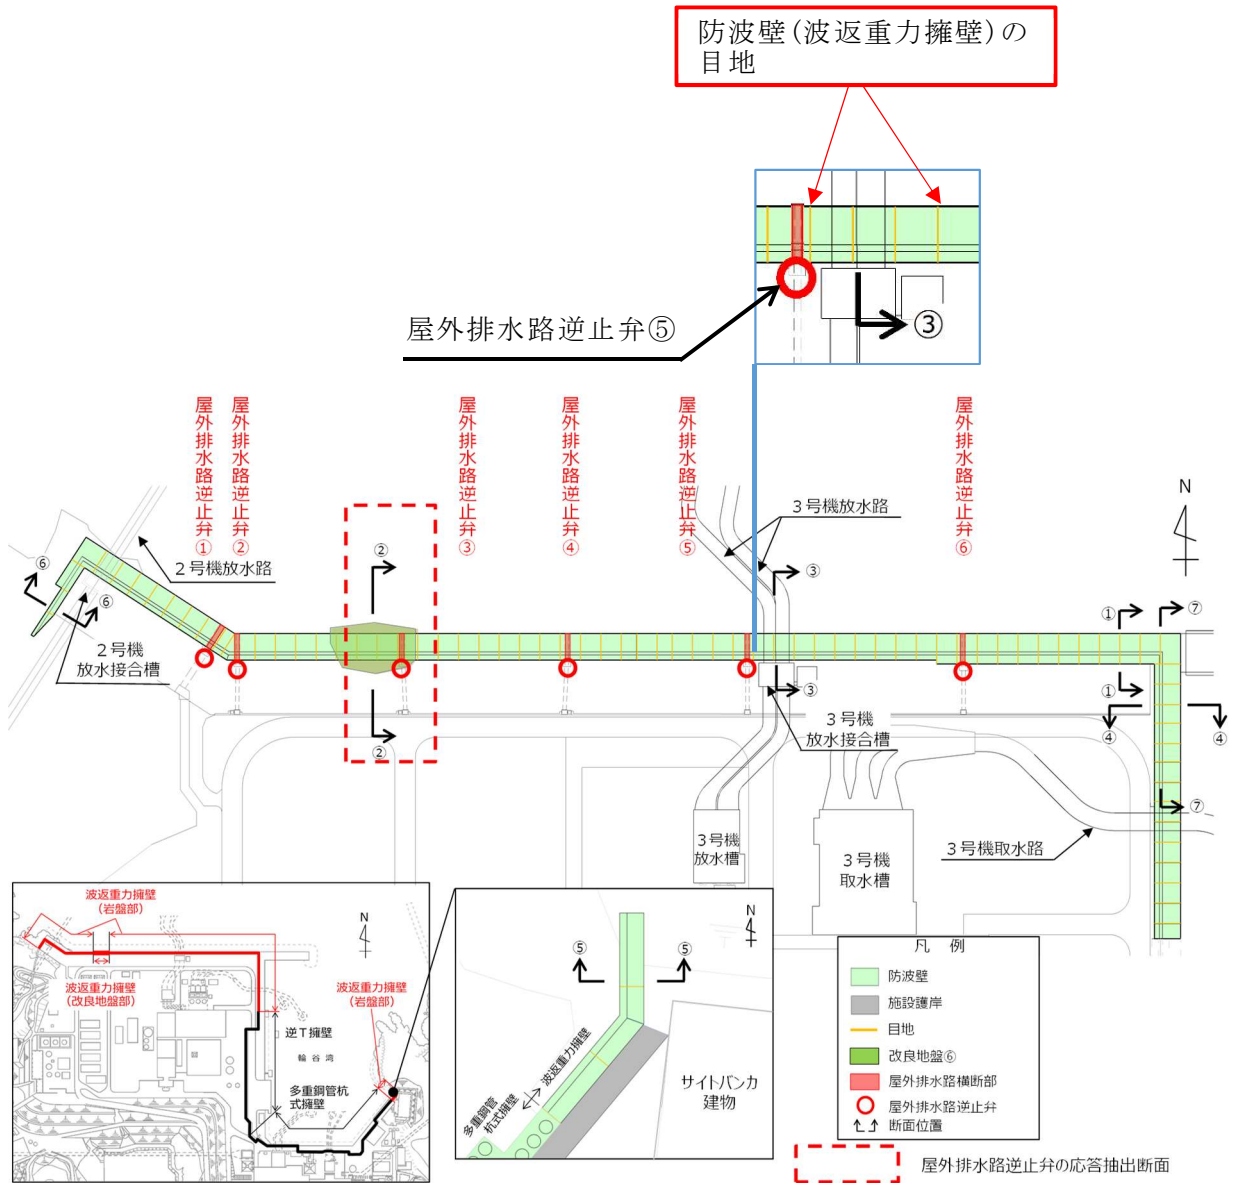 防波壁(波返重力擁壁)の
目地
③
屋外排水路逆止弁⑤
屋外排水路逆止弁①
屋外排水路逆止弁②
屋外排水路逆止弁③
屋外排水路逆止弁④
屋外排水路逆止弁⑤
屋外排水路逆止弁⑥
N
3号機放水路
2号機放水路
⑥
⑥
②
③
①
⑦
2号機
放水接合槽
③
①
④
④
②
3号機
放水接合槽
⑦
3号機
放水槽
3号機
取水槽
3号機取水路
波返重力擁壁
(岩盤部)
N
波返重力擁壁
(改良地盤部)
波返重力擁壁
(岩盤部)
逆T擁壁
輪谷湾
多重鋼管杭
式擁壁
N
⑤
⑤
波返重力擁壁
多重鋼管
杭式擁壁
サイトバンカ
建物
凡 例
防波壁
施設護岸
目地
改良地盤⑥
屋外排水路横断部
屋外排水路逆止弁
断面位置
屋外排水路逆止弁の応答抽出断面